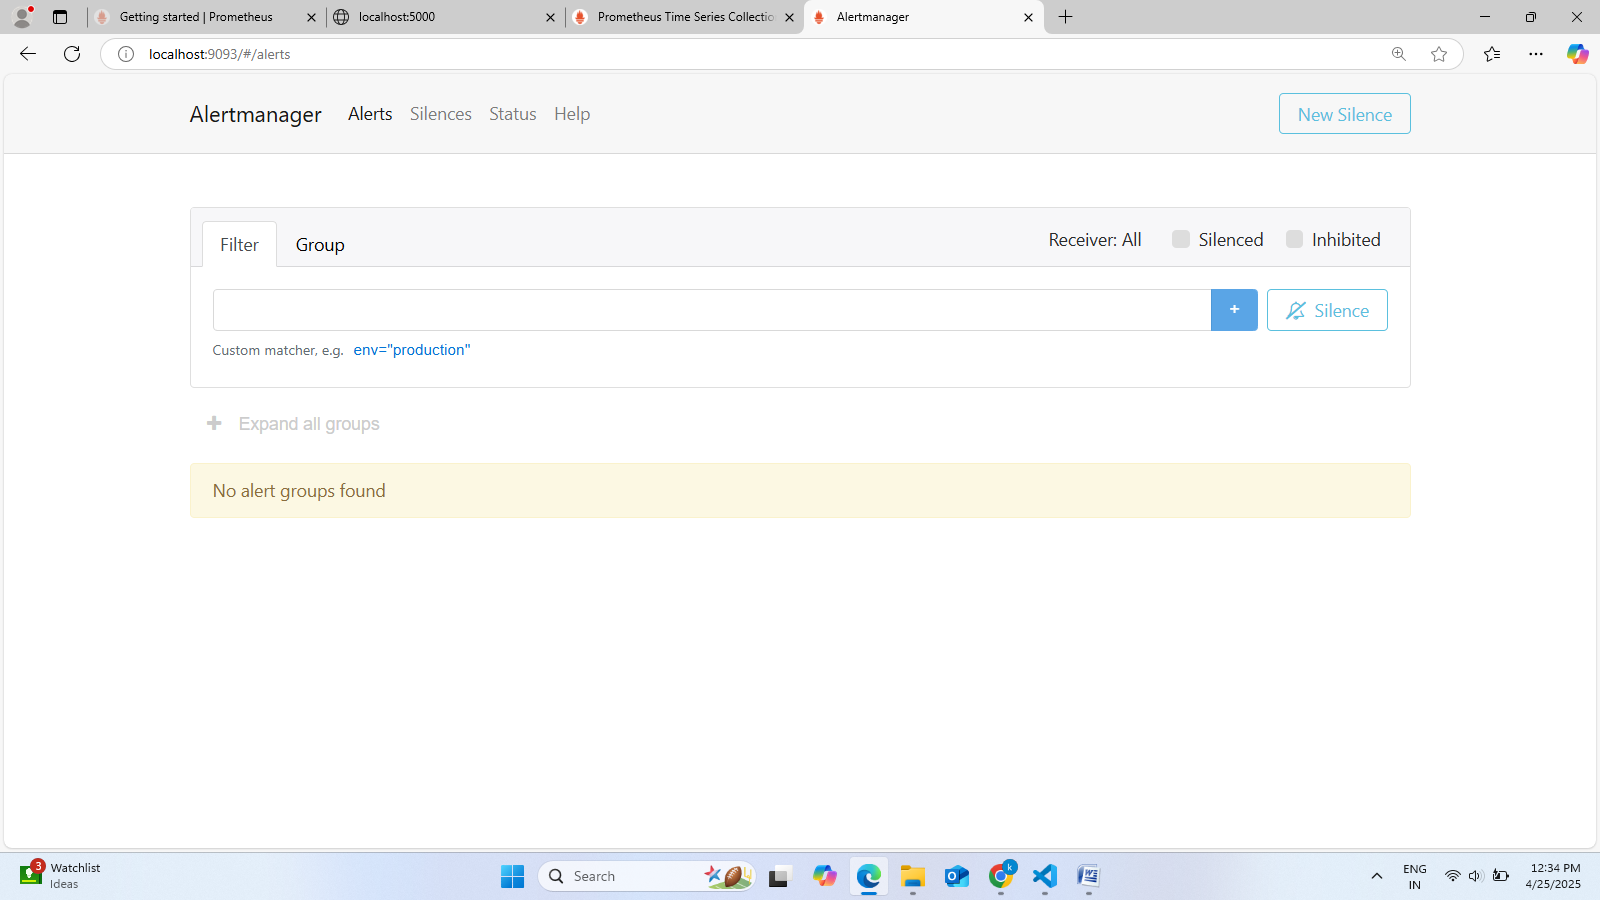 Getting started | Prometheus
localhost:5000
Prometheus Time Series Collectio
Alertmanager
localhost:9093/#/alerts
Alertmanager Alerts Silences Status Help New Silence
Filter Group Receiver: All Silenced Inhibited
+ Silence
Custom matcher, e.g. env="production"
+ Expand all groups
No alert groups found
3 Watchlist
Ideas
Search
k
ENG
IN
12:34 PM
4/25/2025